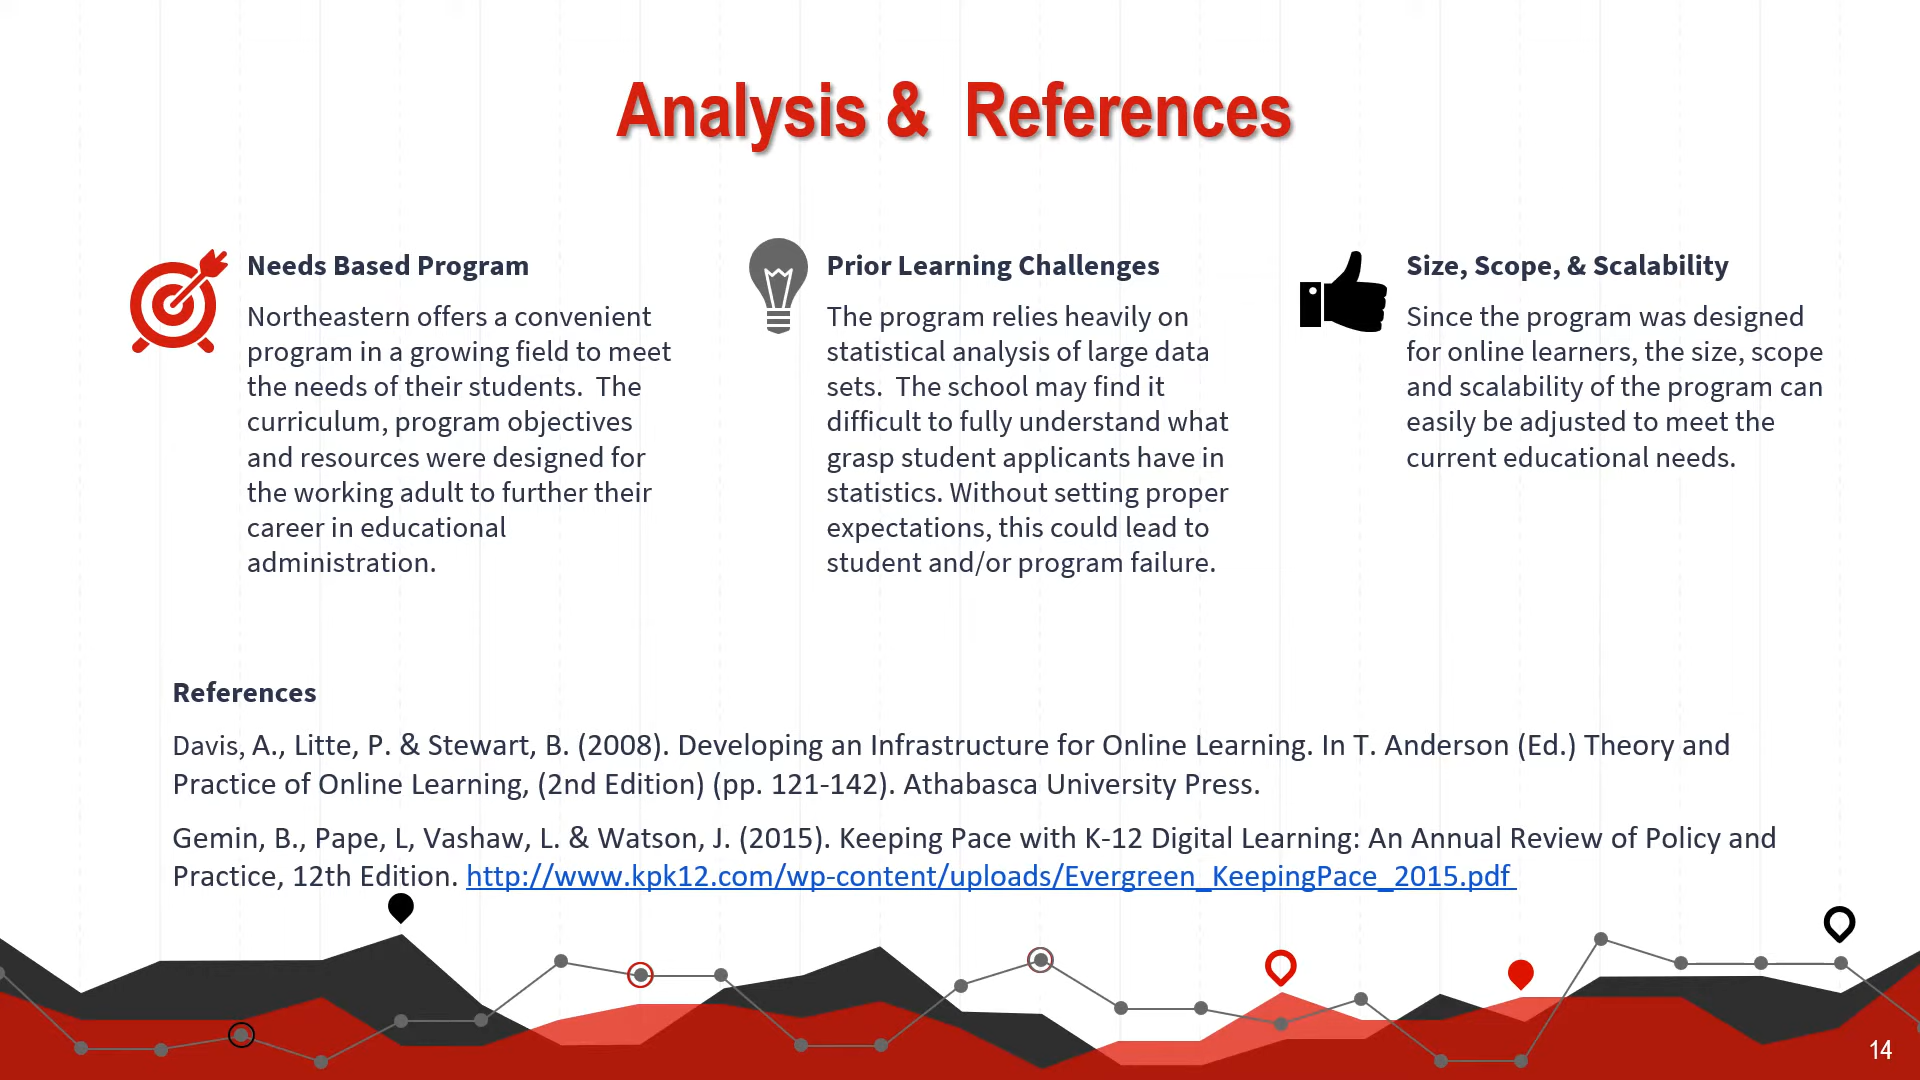 Analysis &  References
Needs Based Program
Northeastern offers a convenient
program in a growing field to meet
the needs of their students.  The
curriculum, program objectives
and resources were designed for
the working adult to further their
career in educational
administration.
Prior Learning Challenges
The program relies heavily on
statistical analysis of large data
sets.  The school may find it
difficult to fully understand what
grasp student applicants have in
statistics. Without setting proper
expectations, this could lead to
student and/or program failure.
Size, Scope, & Scalability
Since the program was designed
for online learners, the size, scope
and scalability of the program can
easily be adjusted to meet the
current educational needs.
References
Davis, A., Litte, P. & Stewart, B. (2008). Developing an Infrastructure for Online Learning. In T. Anderson (Ed.) Theory and
Practice of Online Learning, (2nd Edition) (pp. 121-142). Athabasca University Press.
Gemin, B., Pape, L, Vashaw, L. & Watson, J. (2015). Keeping Pace with K-12 Digital Learning: An Annual Review of Policy and
Practice, 12th Edition. http://www.kpk12.com/wp-content/uploads/Evergreen_KeepingPace_2015.pdf
14